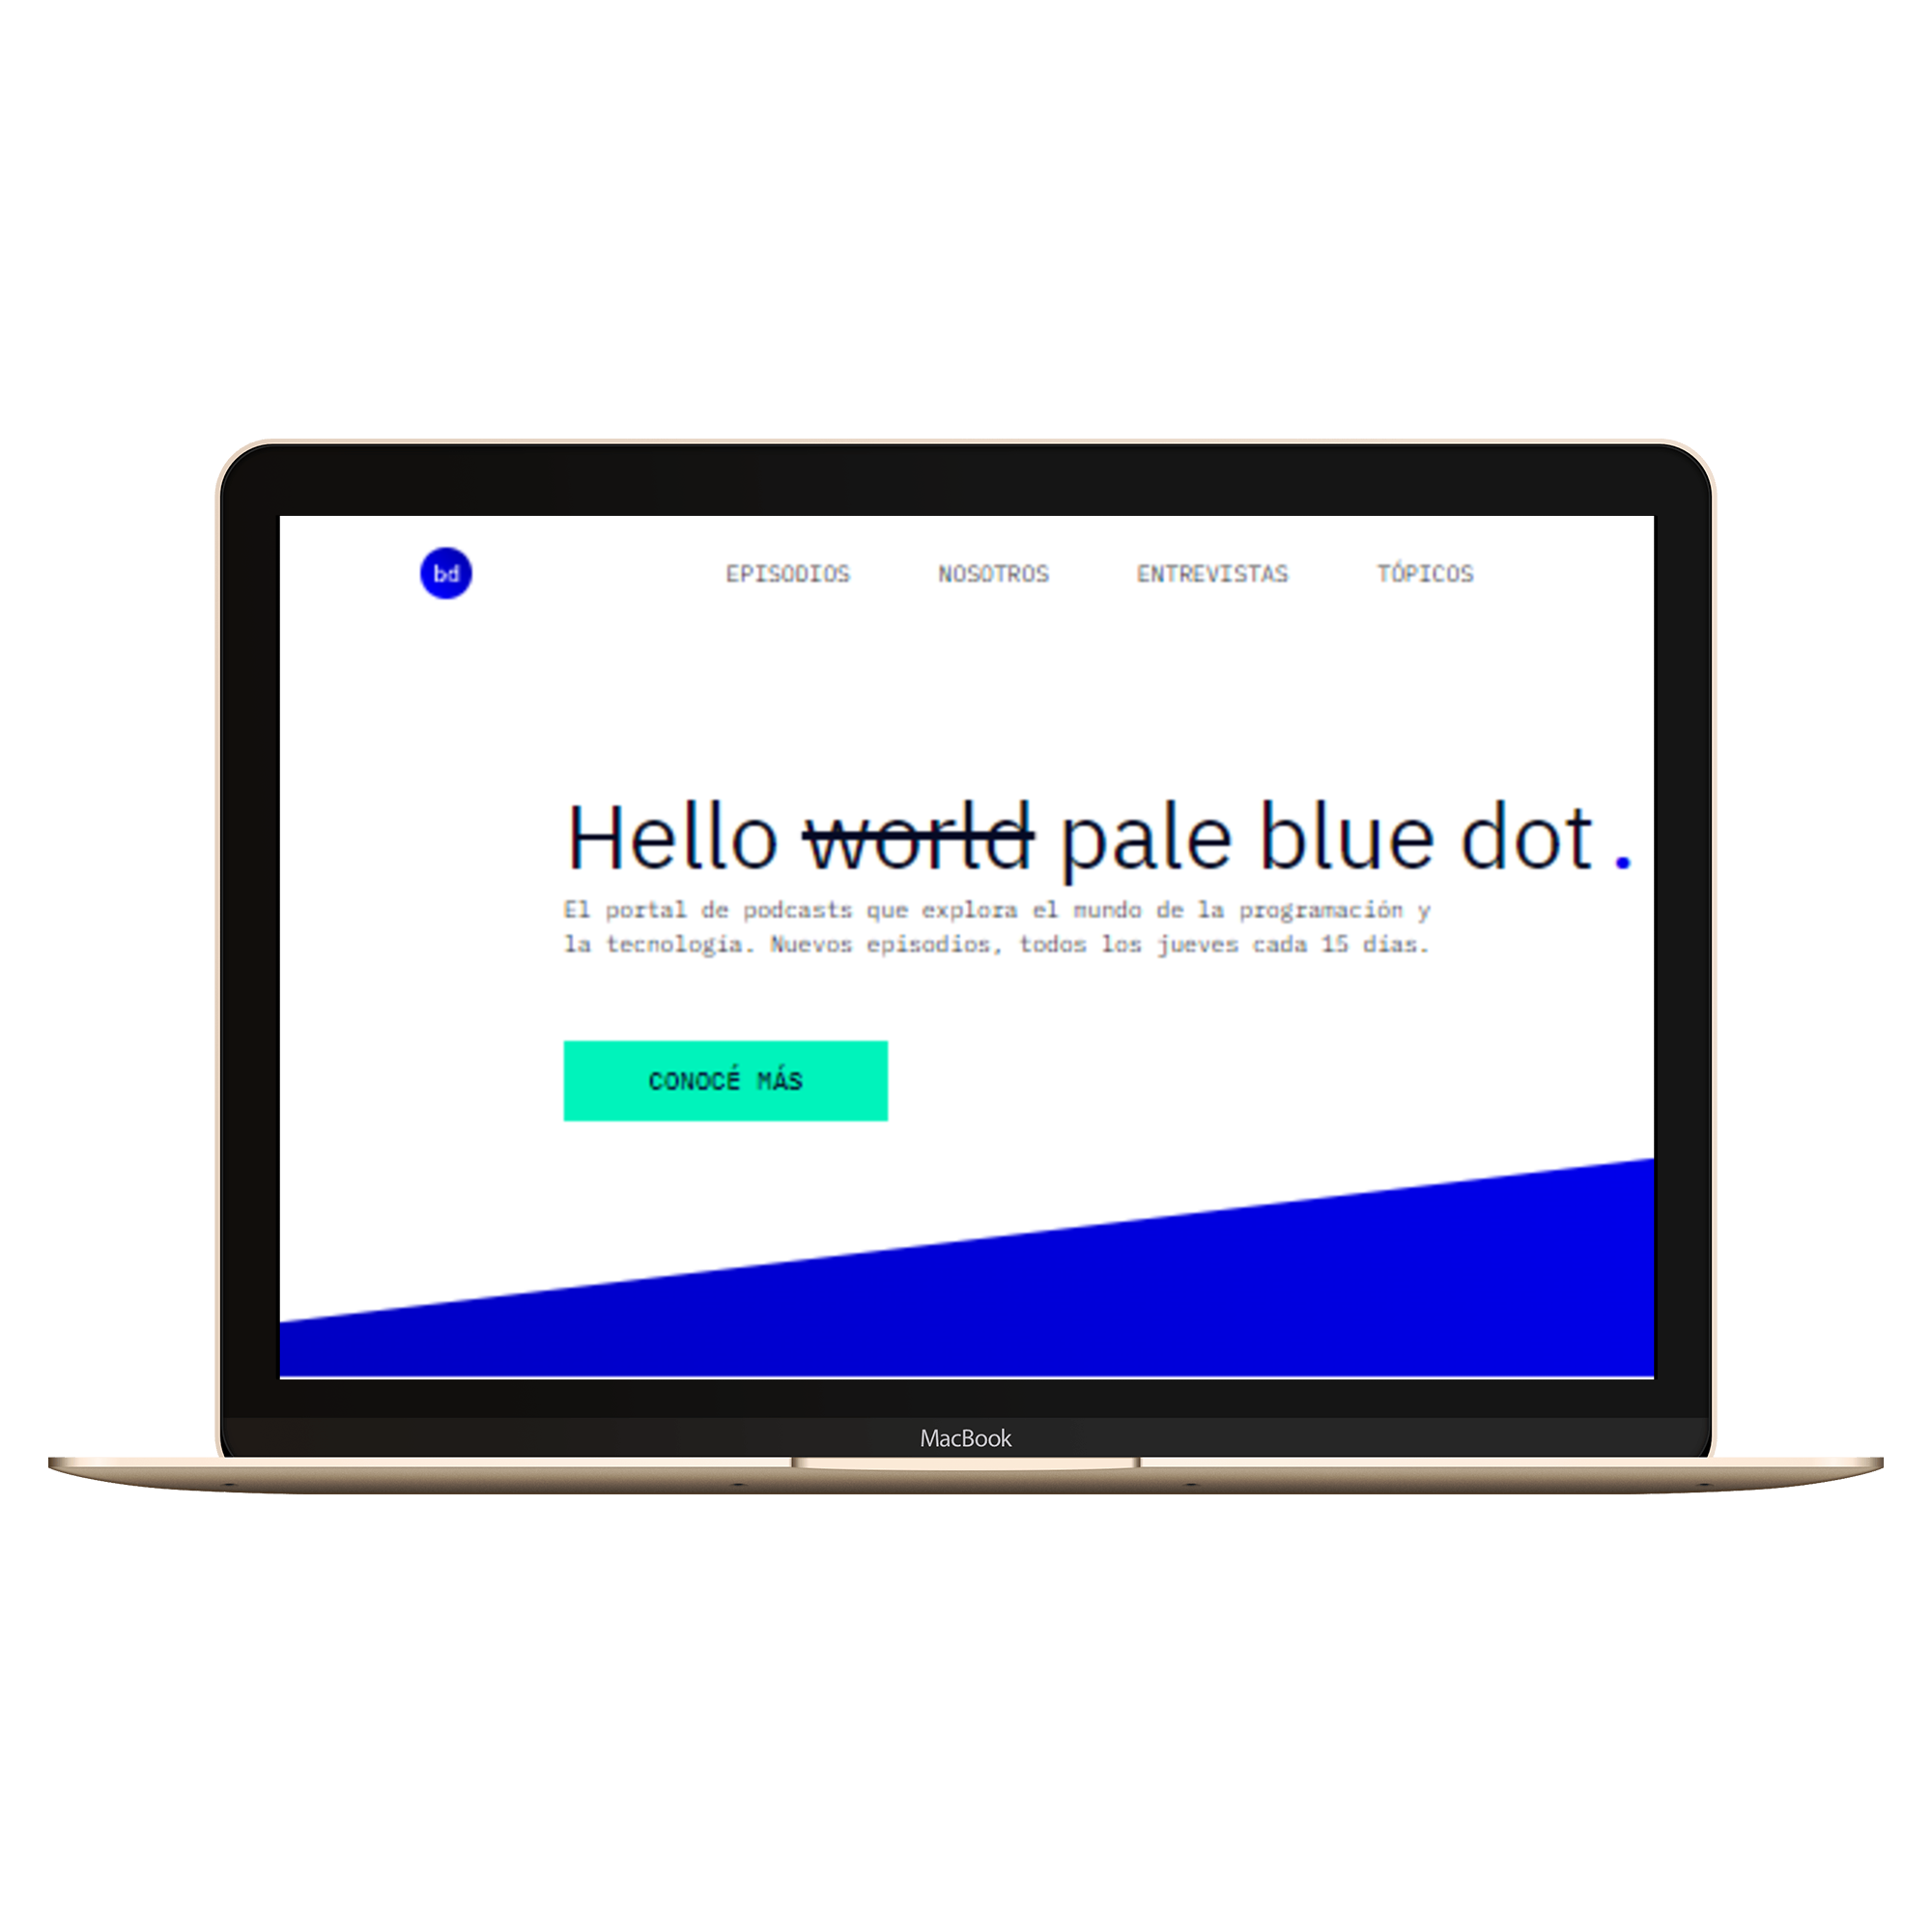 bd
EPISODIOS NOSOTROS ENTREVISTAS TÓPICOS
Hello world pale blue dot.
El portal de podcasts que explora el mundo de la programación y
la tecnología. Nuevos episodios, todos los jueves cada 15 días.
CONOCÉ MÁS
MacBook